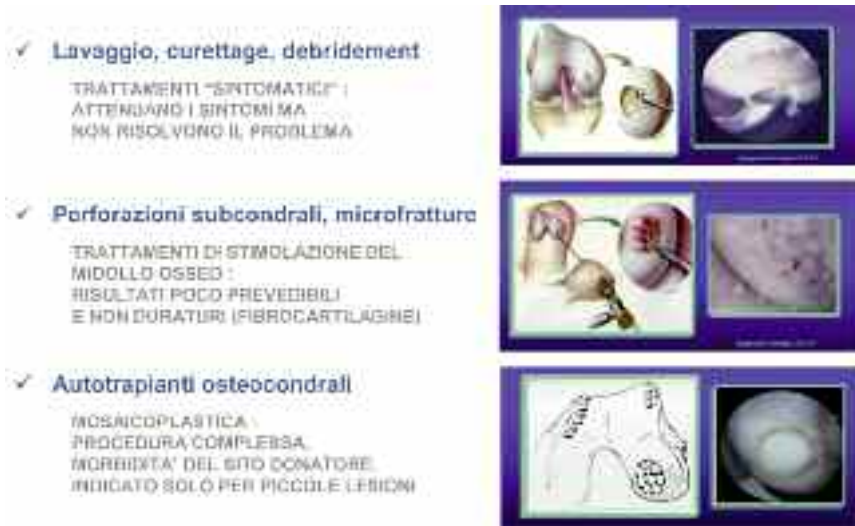 Lavaggio, curettage, debridement
TRATTAMENTI "SINTOMATICI" :
ATTENUANO I SINTOMI MA
NON RISOLVONO IL PROBLEMA
Perforazioni subcondrali, microfratture
TRATTAMENTI DI STIMOLAZIONE DEL
MIDOLLO OSSEO :
RISULTATI POCO PREVEDIBILI
E NON DURATURI (FIBROCARTILAGINE)
Autotrapianti osteocondrali
MOSAICOPLASTICA :
PROCEDURA COMPLESSA,
MORBIDITA' DEL SITO DONATORE,
INDICATO SOLO PER PICCOLE LESIONI